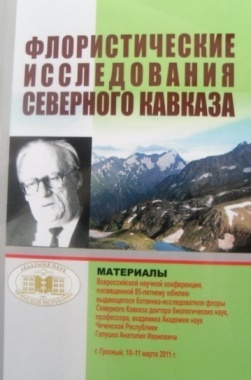 ФЛОРИСТИЧЕСКИЕ
ИССЛЕДОВАНИЯ
СЕВЕРНОГО КАВКАЗА
МАТЕРИАЛЫ
Всероссийской научной конференции,
посвященной 85-летнему юбилею
выдающегося ботаника-исследователя флоры
Северного Кавказа доктора биологических наук,
профессора, академика Академии наук
Чеченской Республики
Галушко Анатолия Ивановича
г. Грозный, 10-11 марта 2011 г.